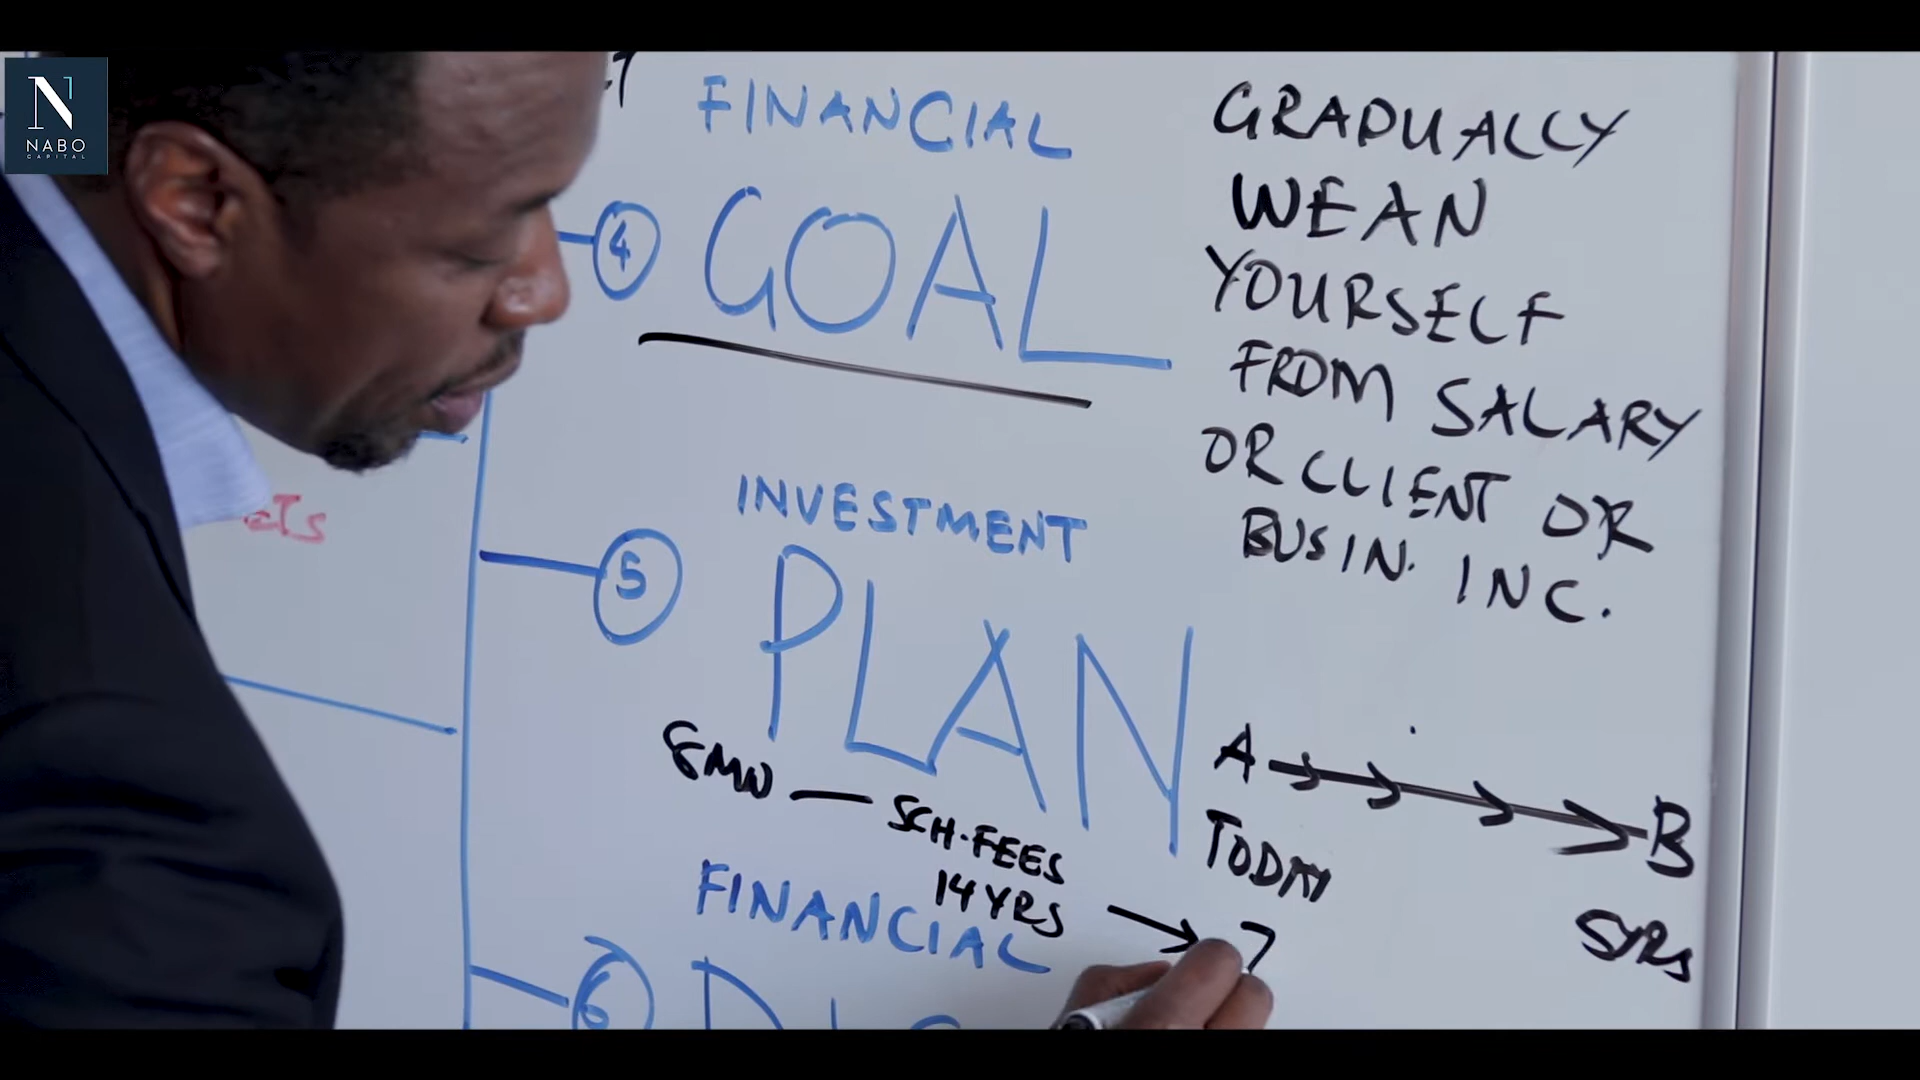 N
NABO
CAPITAL
FINANCIAL
4
GOAL
GRADUALLY
WEAN
YOURSELF
FROM SALARY
OR CLIENT OR
BUSIN. INC.
INVESTMENT
5
PLAN
SCH.FEES
14YRS
A
B
TODAY
5YRS
7
FINANCIAL
6